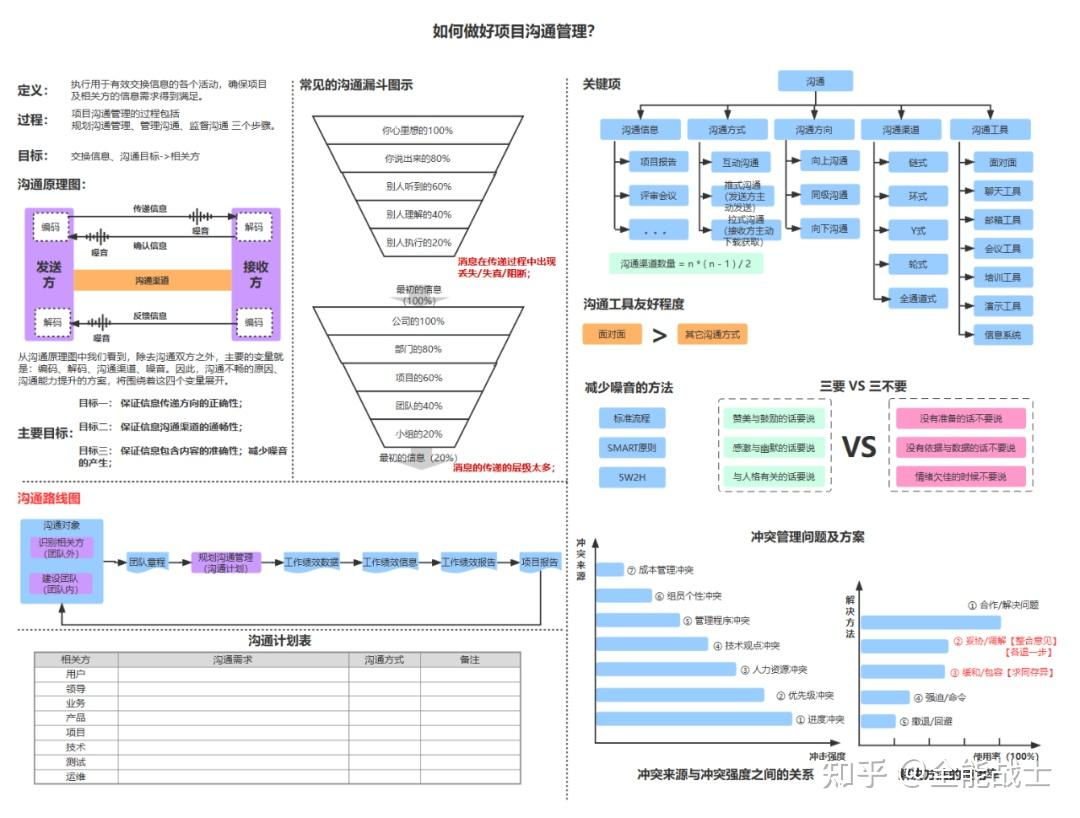 如何做好项目沟通管理?
定义：
执行用于有效交换信息的各个活动，确保项目
及相关方的信息需求得到满足。
过程：
项目沟通管理的过程包括
规划沟通管理、管理沟通、监督沟通 三个步骤。
目标：
交换信息、沟通目标->相关方
沟通原理图：
传递信息
编码
噪音
解码
噪音
确认信息
发送
方
沟通渠道
接收
方
解码
反馈信息
编码
噪音
从沟通原理图中我们看到，除去沟通双方之外，主要的变量就
是：编码、解码、沟通渠道、噪音。因此，沟通不畅的原因、
沟通能力提升的方案，将围绕着这四个变量展开。
主要目标：
目标一： 保证信息传递方向的正确性；
目标二： 保证信息沟通渠道的通畅性；
目标三： 保证信息包含内容的准确性；减少噪音
的产生；
常见的沟通漏斗图示
你心里想的100%
你说出来的80%
别人听到的60%
别人理解的40%
别人执行的20%
消息在传递过程中出现
丢失/失真/阻断；
最初的信息
（100%）
公司的100%
部门的80%
项目的60%
团队的40%
小组的20%
最初的信息（20%）
消息的传递的层级太多；
沟通路线图
沟通对象
识别相关方
（团队外）
建设团队
（团队内）
团队章程
规划沟通管理
（沟通计划）
工作绩效数据
工作绩效信息
工作绩效报告
项目报告
沟通计划表
相关方 沟通需求 沟通方式 备注
用户
领导
业务
产品
项目
技术
测试
运维
关键项
沟通
沟通信息
项目报告
评审会议
...
沟通方式
互动沟通
推式沟通
（发送方主
动发送）
拉式沟通
（接收方主动
下载获取）
沟通方向
向上沟通
同级沟通
向下沟通
沟通渠道
链式
环式
Y式
轮式
全通道式
沟通工具
面对面
聊天工具
邮箱工具
会议工具
培训工具
演示工具
信息系统
沟通渠道数量 = n * ( n - 1 ) / 2
沟通工具友好程度
面对面 > 其它沟通方式
减少噪音的方法
标准流程
SMART原则
5W2H
三要 VS 三不要
赞美与鼓励的话要说
感激与幽默的话要说
与人格有关的话要说
VS
没有准备的话不要说
没有依据与数据的话不要说
情绪欠佳的时候不要说
冲突管理问题及方案
冲突来源
⑦ 成本管理冲突
⑥ 组员个性冲突
⑤ 管理程序冲突
④ 技术观点冲突
③ 人力资源冲突
② 优先级冲突
① 进度冲突
冲击强度
冲突来源与冲突强度之间的关系
解决方法
① 合作/解决问题
② 妥协/调解【整合意见】
【各退一步】
③ 缓和/包容【求同存异】
④ 强迫/命令
⑤ 撤退/回避
使用率（100%）
知乎 @全能战士